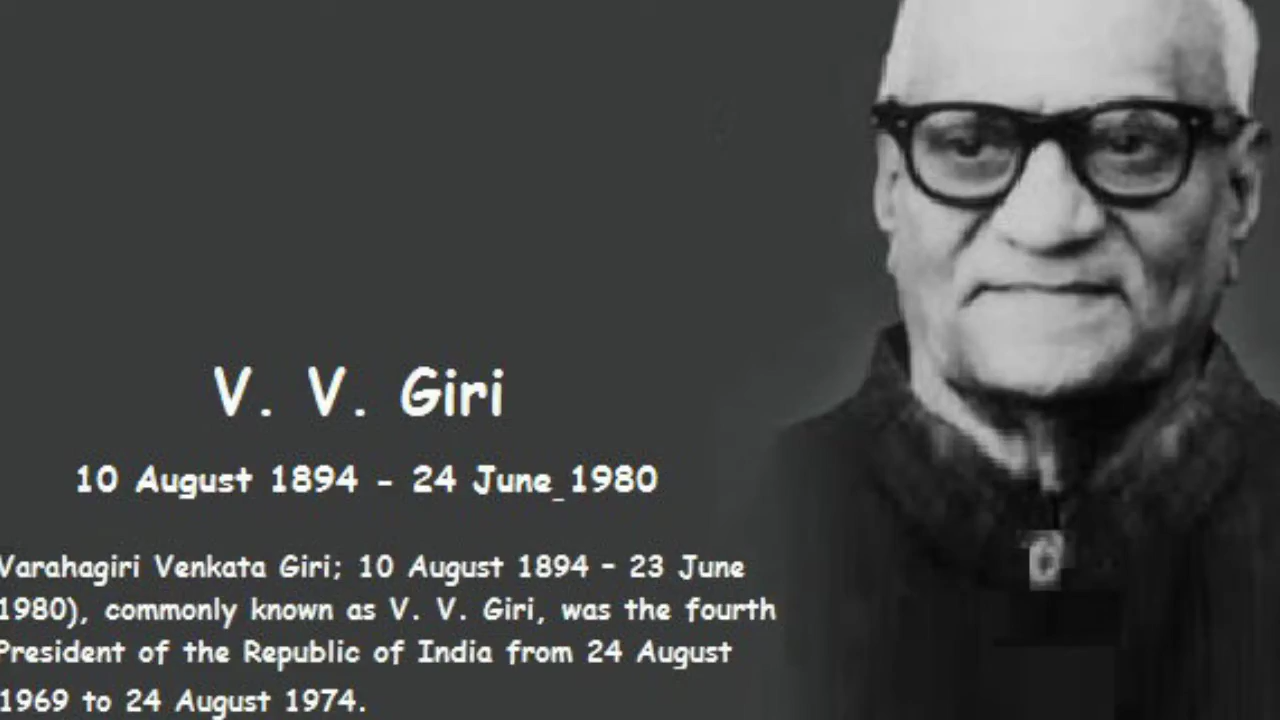 V. V. Giri
10 August 1894 - 24 June 1980
Varahagiri Venkata Giri; 10 August 1894 – 23 June
1980), commonly known as V. V. Giri, was the fourth
President of the Republic of India from 24 August
1969 to 24 August 1974.